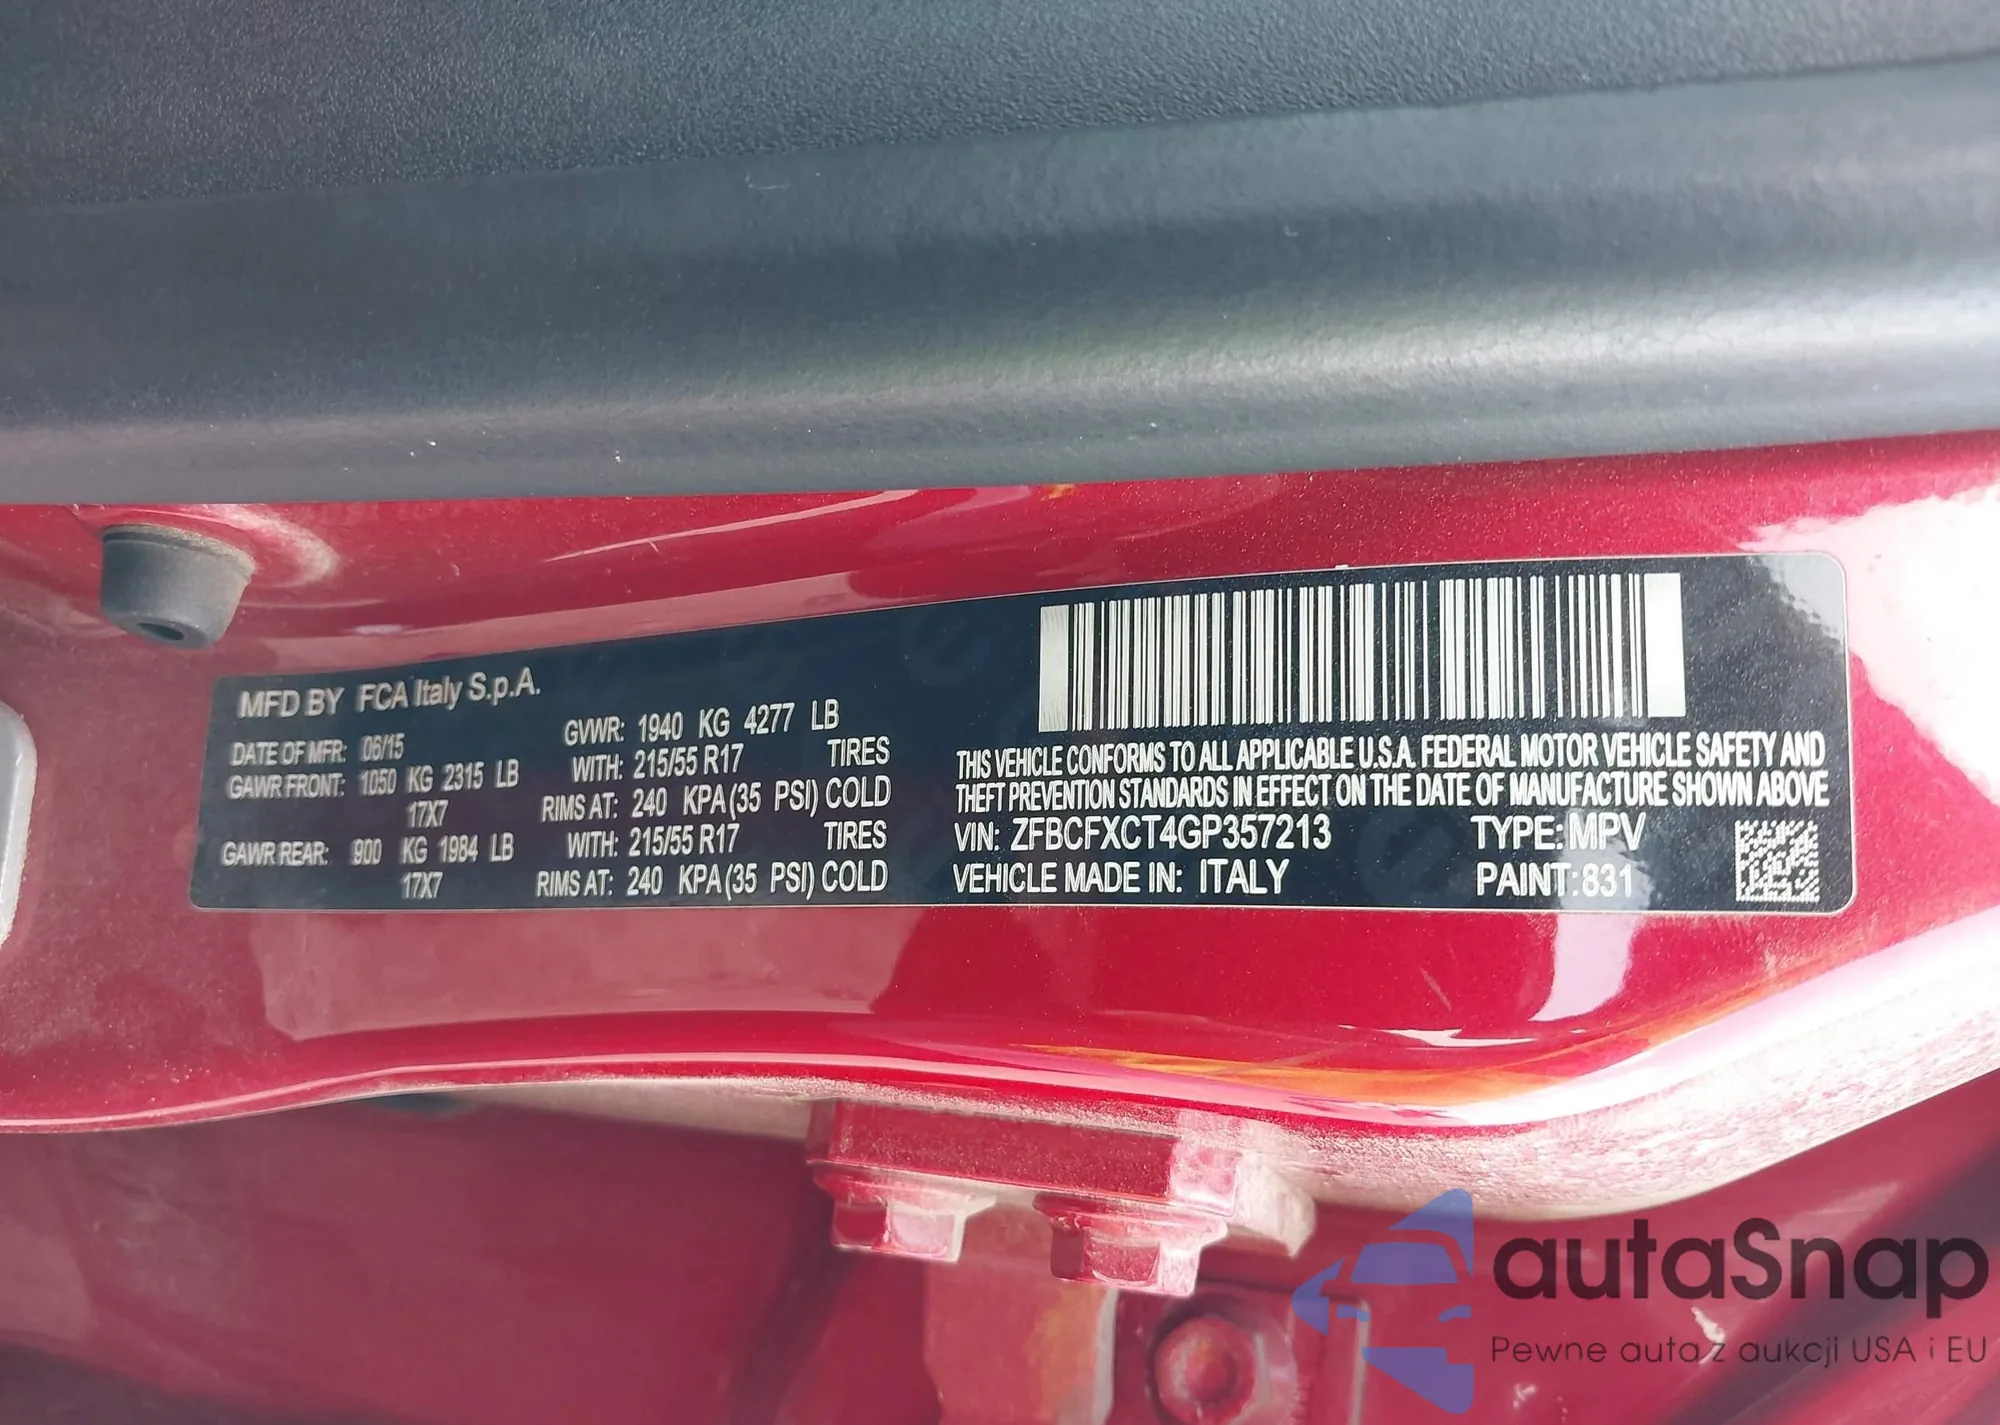 MFD BY FCA Italy S.p.A.
DATE OF MFR: 06/15 GVWR: 1940 KG 4277 LB
GAWR FRONT: 1050 KG 2315 LB WITH: 215/55 R17 TIRES
17X7 RIMS AT: 240 KPA (35 PSI) COLD
GAWR REAR: 900 KG 1984 LB WITH: 215/55 R17 TIRES
17X7 RIMS AT: 240 KPA (35 PSI) COLD
THIS VEHICLE CONFORMS TO ALL APPLICABLE U.S.A. FEDERAL MOTOR VEHICLE SAFETY AND
THEFT PREVENTION STANDARDS IN EFFECT ON THE DATE OF MANUFACTURE SHOWN ABOVE
VIN: ZFBCFXCT4GP357213 TYPE: MPV
VEHICLE MADE IN: ITALY PAINT: 831
autaSnap
Pewne auta z aukcji USA i EU